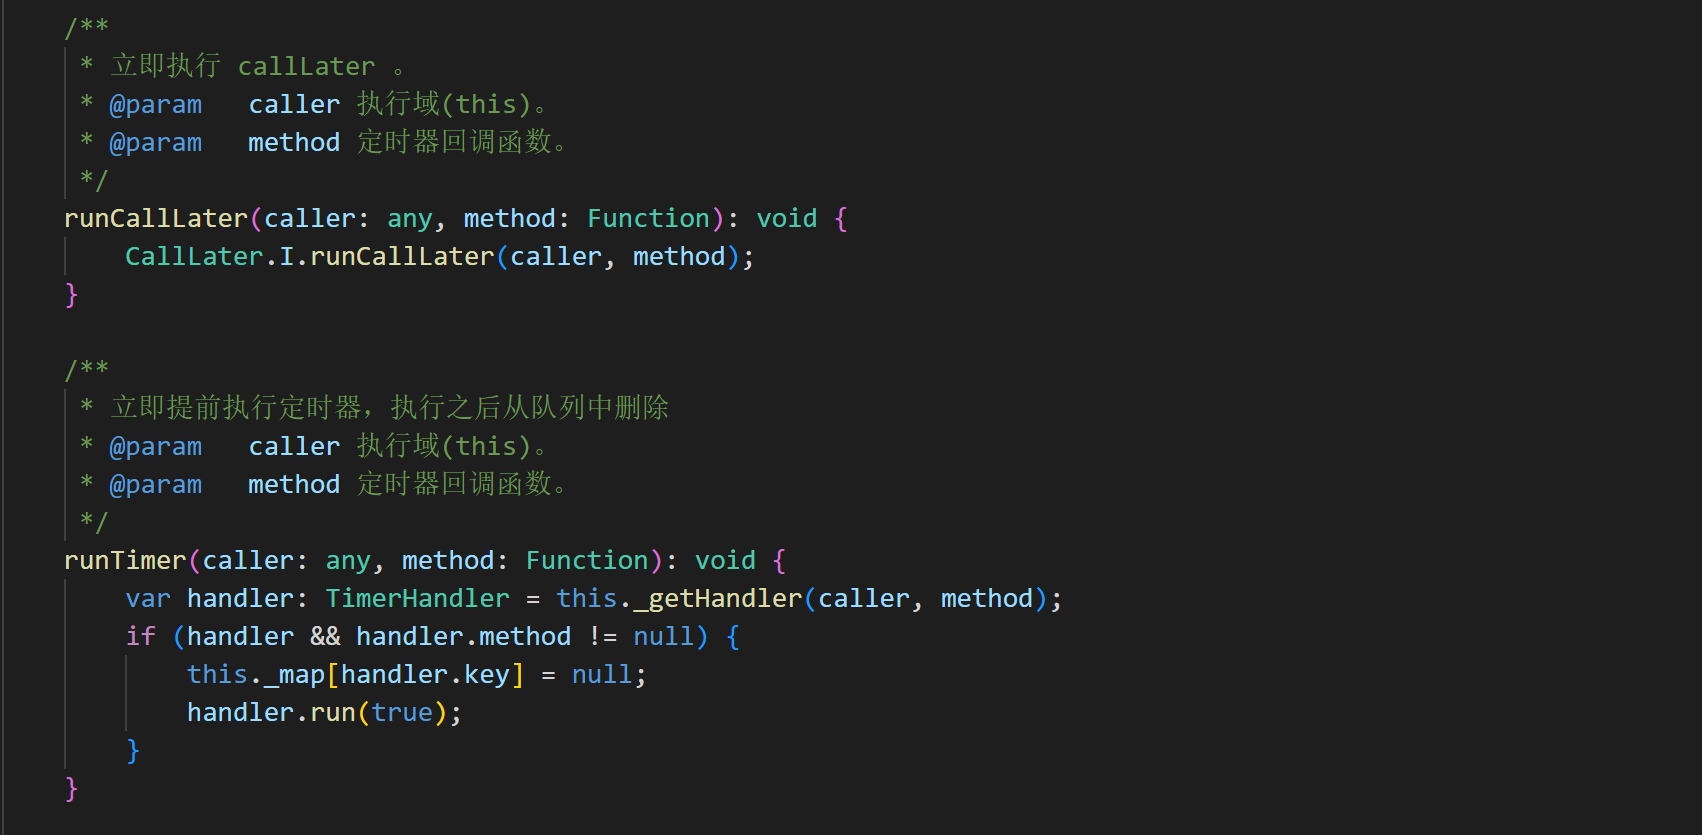 /**
 * 立即执行 callLater 。
 * @param   caller 执行域(this)。
 * @param   method 定时器回调函数。
 */
runCallLater(caller: any, method: Function): void {
    CallLater.I.runCallLater(caller, method);
}

/**
 * 立即提前执行定时器，执行之后从队列中删除
 * @param   caller 执行域(this)。
 * @param   method 定时器回调函数。
 */
runTimer(caller: any, method: Function): void {
    var handler: TimerHandler = this._getHandler(caller, method);
    if (handler && handler.method != null) {
        this._map[handler.key] = null;
        handler.run(true);
    }
}